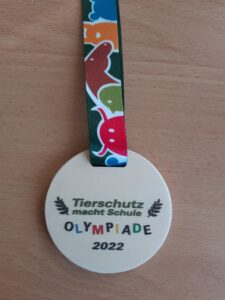 Tierschutz
macht Schule
OLYMPIADE
2022